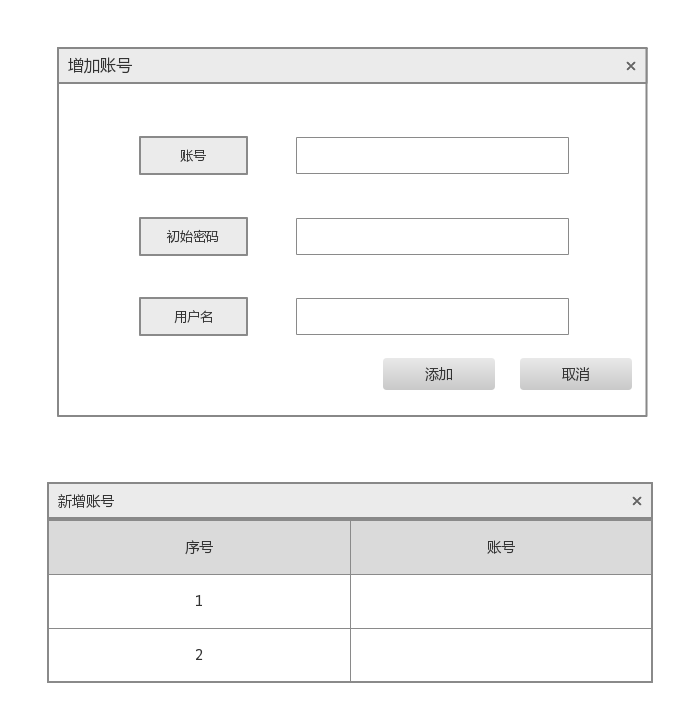 增加账号 ×
账号
初始密码
用户名
添加 取消
新增账号 ×
序号 账号
1
2